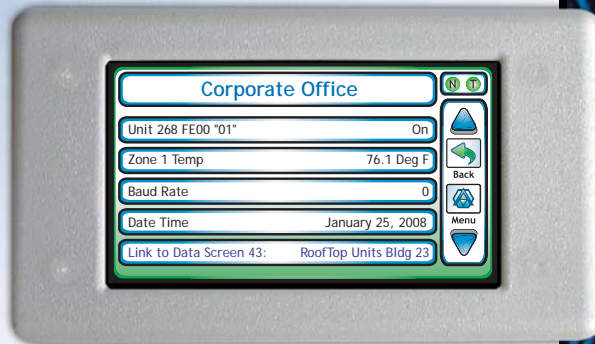 Corporate Office
N T
Unit 268 FE00 "01" On
Zone 1 Temp 76.1 Deg F
Back
Baud Rate 0
Date Time January 25, 2008
Menu
Link to Data Screen 43: RoofTop Units Bldg 23